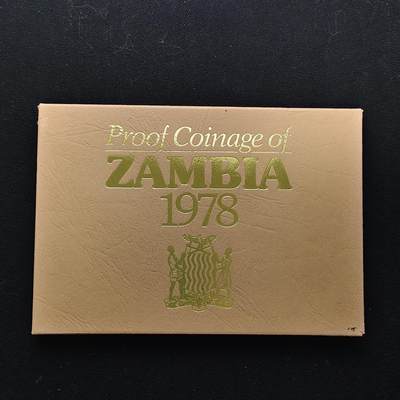 Proof Coinage of
ZAMBIA
1978